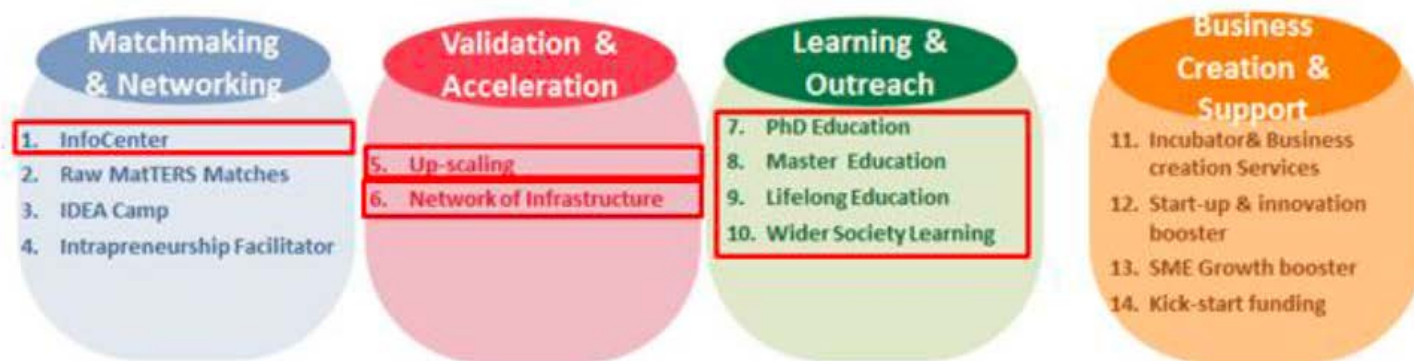 Matchmaking
& Networking
1. InfoCenter
2. Raw MatTERS Matches
3. IDEA Camp
4. Intrapreneurship Facilitator
Validation &
Acceleration
5. Up-scaling
6. Network of Infrastructure
Learning &
Outreach
7. PhD Education
8. Master Education
9. Lifelong Education
10. Wider Society Learning
Business
Creation &
Support
11. Incubator& Business
creation Services
12. Start-up & innovation
booster
13. SME Growth booster
14. Kick-start funding